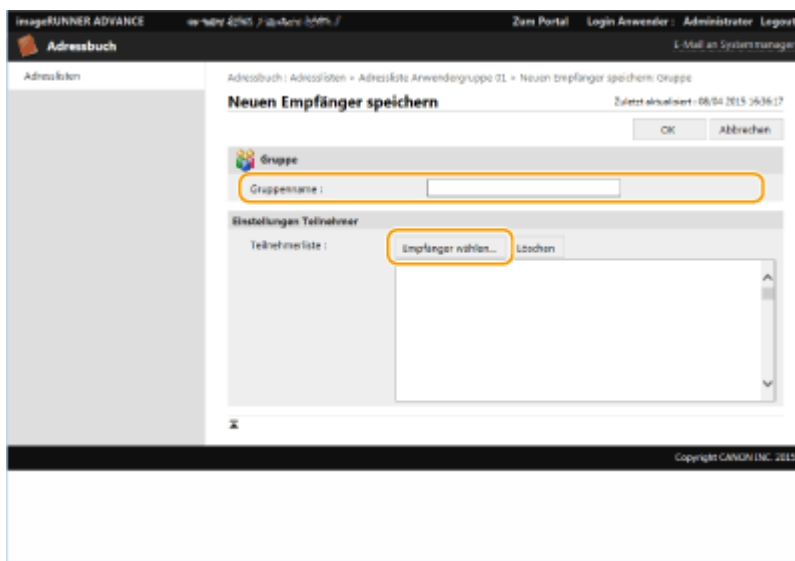 imageRUNNER ADVANCE Zum Portal Login Anwender : Administrator Logout
Adressbuch E-Mail an Systemmanager
Adresslisten
Adressbuch : Adresslisten > Adressliste Anwendergruppe 01 > Neuen Empfänger speichern: Gruppe
Neuen Empfänger speichern Zuletzt aktualisiert : 08/04 2015 16:36:17
OK Abbrechen
Gruppe
Gruppenname :
Einstellungen Teilnehmer
Teilnehmerliste : Empfänger wählen... Löschen
Copyright CANON INC. 2015